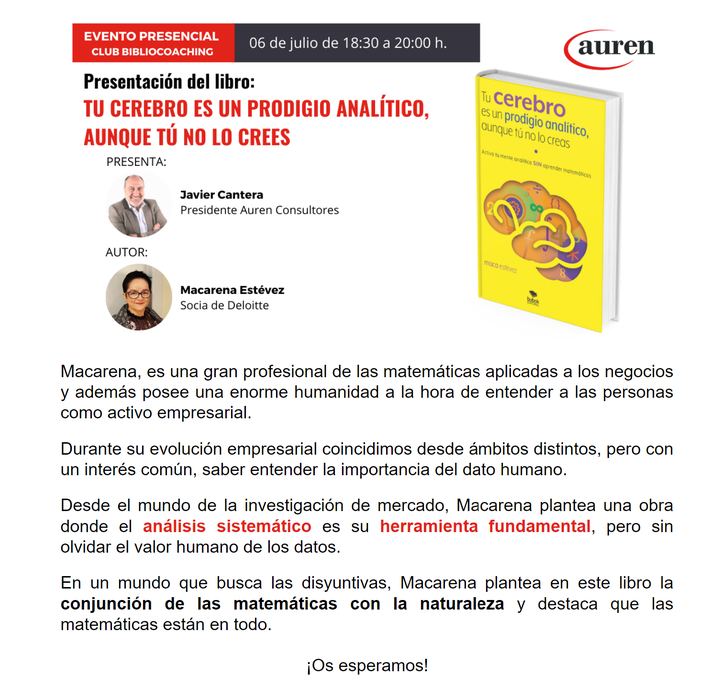 EVENTO PRESENCIAL
CLUB BIBLIOCOACHING
06 de julio de 18:30 a 20:00 h.
auren
Presentación del libro:
TU CEREBRO ES UN PRODIGIO ANALÍTICO,
AUNQUE TÚ NO LO CREES
PRESENTA:
Javier Cantera
Presidente Auren Consultores
AUTOR:
Macarena Estévez
Socia de Deloitte
Tu cerebro
es un prodigio analítico,
aunque tú no lo creas
Activa tu mente analítica SIN aprender matemáticas
maca estévez
Macarena, es una gran profesional de las matemáticas aplicadas a los negocios
y además posee una enorme humanidad a la hora de entender a las personas
como activo empresarial.
Durante su evolución empresarial coincidimos desde ámbitos distintos, pero con
un interés común, saber entender la importancia del dato humano.
Desde el mundo de la investigación de mercado, Macarena plantea una obra
donde el análisis sistemático es su herramienta fundamental, pero sin
olvidar el valor humano de los datos.
En un mundo que busca las disyuntivas, Macarena plantea en este libro la
conjunción de las matemáticas con la naturaleza y destaca que las
matemáticas están en todo.
¡Os esperamos!